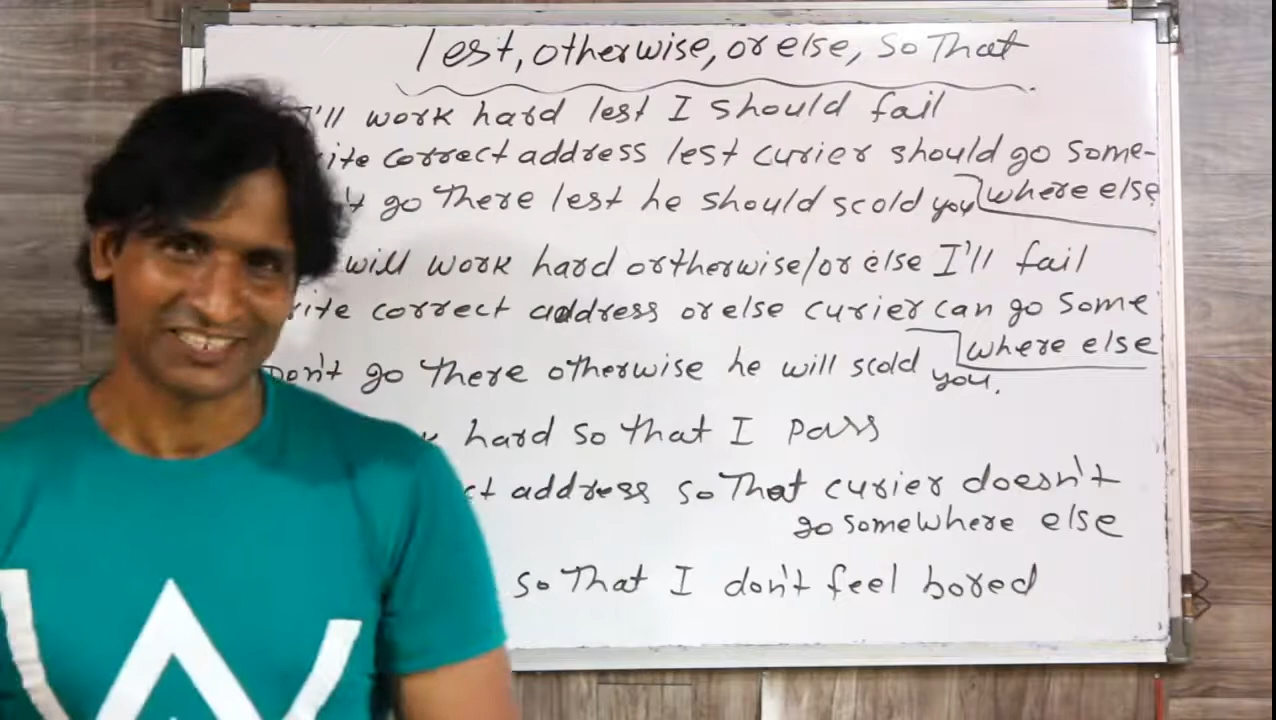 lest, otherwise, or else, so that
I'll work hard lest I should fail
ite correct address lest curier should go some-
where else
't go there lest he should scold you
will work hard ortherwise/or else I'll fail
ite correct address or else curier can go some
where else
Don't go there otherwise he will scold you.
hard so that I pass
ct address so that curier doesn't
go somewhere else
so that I don't feel bored